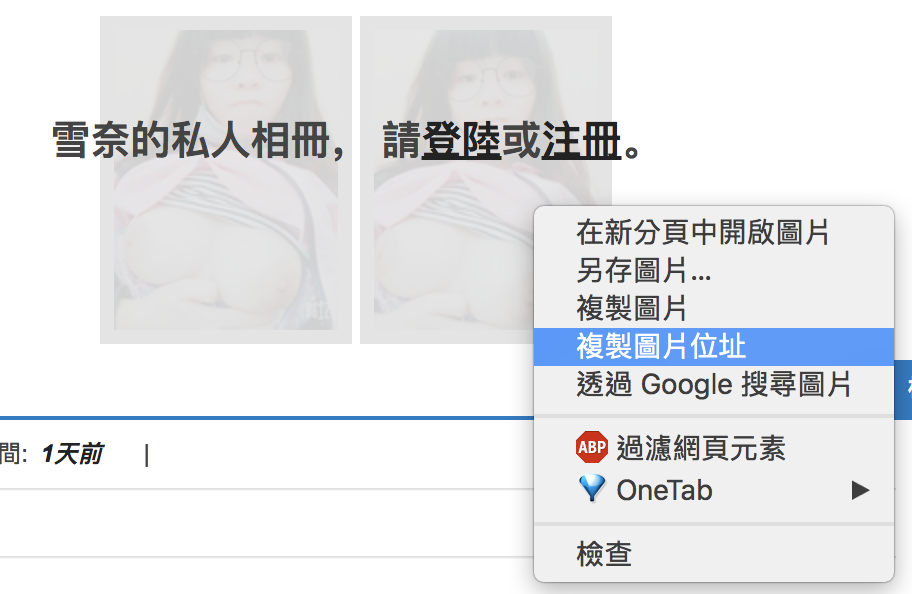 雪奈的私人相冊， 請登陸或注冊。
在新分頁中開啟圖片
另存圖片...
複製圖片
複製圖片位址
透過 Google 搜尋圖片
ABP 過濾網頁元素
OneTab
檢查
間: 1天前 |